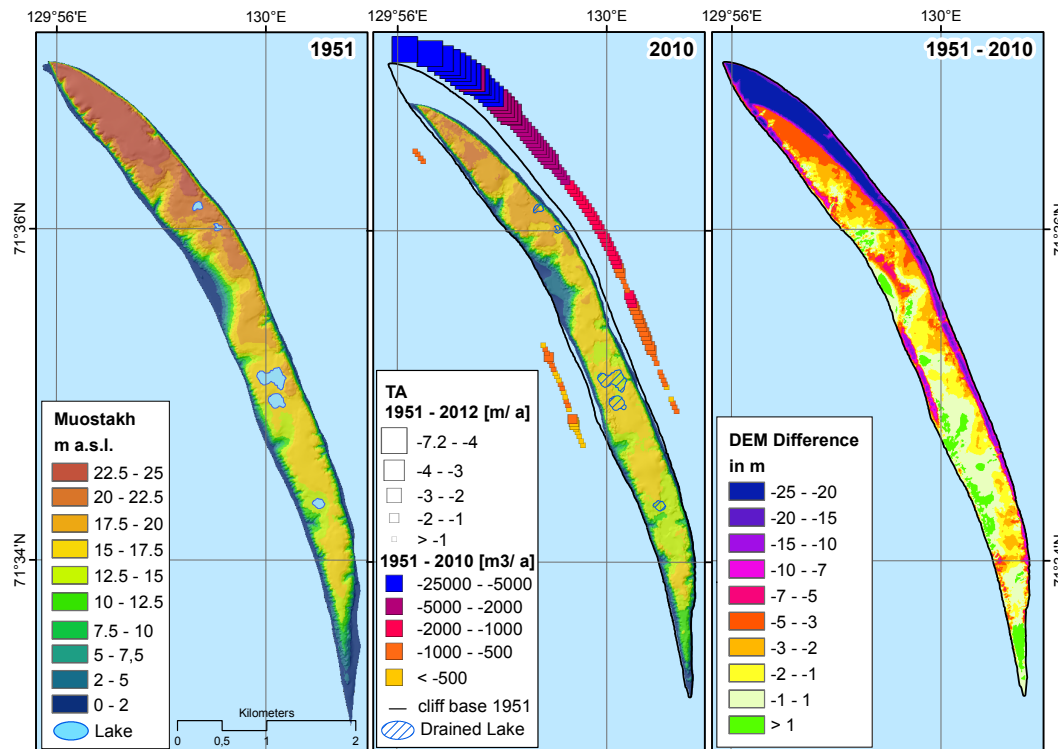 129°56'E 130°E 129°56'E 130°E 130°E
1951
2010
1951 - 2010
71°36'N
71°34'N
Muostakh
m a.s.l.
22.5 - 25
20 - 22.5
17.5 - 20
15 - 17.5
12.5 - 15
10 - 12.5
7.5 - 10
5 - 7,5
2 - 5
0 - 2
Lake
Kilometers
0 0,5 1 2
TA
1951 - 2012 [m/ a]
-7.2 - -4
-4 - -3
-3 - -2
-2 - -1
> -1
1951 - 2010 [m3/ a]
-25000 - -5000
-5000 - -2000
-2000 - -1000
-1000 - -500
< -500
cliff base 1951
Drained Lake
DEM Difference
in m
-25 - -20
-20 - -15
-15 - -10
-10 - -7
-7 - -5
-5 - -3
-3 - -2
-2 - -1
-1 - 1
> 1